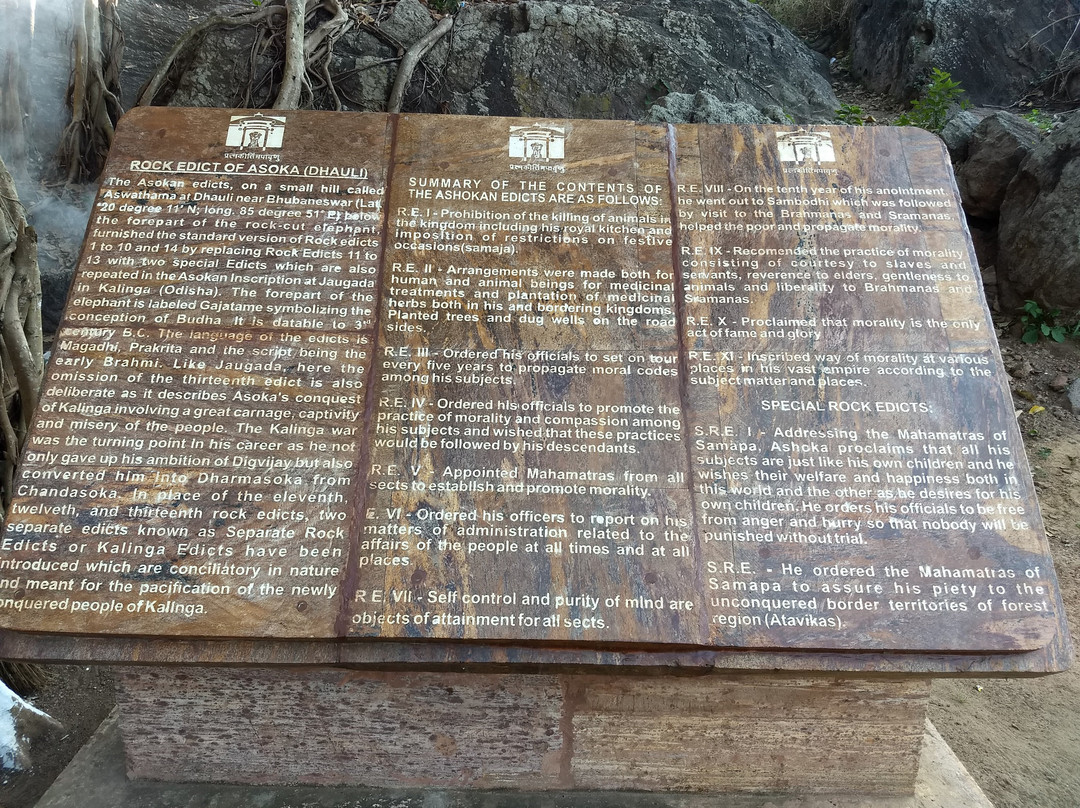 प्रत्नकीर्तिमपावृणु
ROCK EDICT OF ASOKA (DHAULI)
The Asokan edicts, on a small hill called
Aswathama at Dhauli near Bhubaneswar (Lat.
20 degree 11' N; long. 85 degree 51' E) below
the forepart of the rock-cut elephant
furnished the standard version of Rock edicts
1 to 10 and 14 by replacing Rock Edicts 11 to
13 with two special Edicts which are also
repeated in the Asokan Inscription at Jaugada
in Kalinga (Odisha). The forepart of the
elephant is labeled Gajatame symbolizing the
conception of Budha. It is datable to 3rd
century B.C. The language of the edicts is
Magadhi, Prakrita and the script being the
early Brahmi. Like Jaugada, here the
omission of the thirteenth edict is also
deliberate as it describes Asoka's conquest
of Kalinga involving a great carnage, captivity
and misery of the people. The Kalinga war
was the turning point in his career as he not
only gave up his ambition of Digvijay but also
converted him into Dharmasoka from
Chandasoka. In place of the eleventh,
twelveth, and thirteenth rock edicts, two
separate edicts known as Separate Rock
Edicts or Kalinga Edicts have been
introduced which are conciliatory in nature
nd meant for the pacification of the newly
onquered people of Kalinga.
प्रत्नकीर्तिमपावृणु
SUMMARY OF THE CONTENTS OF
THE ASHOKAN EDICTS ARE AS FOLLOWS:
R.E. I - Prohibition of the killing of animals in
the kingdom including his royal kitchen and
imposition of restrictions on festive
occasions(samaja).
R.E. II - Arrangements were made both for
human and animal beings for medicinal
treatments and plantation of medicinal
herbs both in his and bordering kingdoms.
Planted trees and dug wells on the road
sides.
R.E. III - Ordered his officials to set on tour
every five years to propagate moral codes
among his subjects.
R.E. IV - Ordered his officials to promote the
practice of morality and compassion among
his subjects and wished that these practices
would be followed by his descendants.
R.E. V - Appointed Mahamatras from all
sects to establish and promote morality.
E. VI - Ordered his officers to report on his
matters of administration related to the
affairs of the people at all times and at all
places.
R E. VII - Self control and purity of mind are
objects of attainment for all sects.
प्रत्नकीर्तिमपावृणु
R.E. VIII - On the tenth year of his anointment
he went out to Sambodhi which was followed
by visit to the Brahmanas and Sramanas,
helped the poor and propagate morality.
R.E. IX - Recomended the practice of morality
consisting of courtesy to slaves and
servants, reverence to elders, gentleness to
animals and liberality to Brahmanas and
Sramanas.
R.E. X - Proclaimed that morality is the only
act of fame and glory
R.E. XI - Inscribed way of morality at various
places in his vast empire according to the
subject matter and places.
SPECIAL ROCK EDICTS:
S.R.E. I - Addressing the Mahamatras of
Samapa, Ashoka proclaims that all his
subjects are just like his own children and he
wishes their welfare and happiness both in
this world and the other as he desires for his
own children. He orders his officials to be free
from anger and hurry so that nobody will be
punished without trial.
S.R.E. - He ordered the Mahamatras of
Samapa to assure his piety to the
unconquered border territories of forest
region (Atavikas).